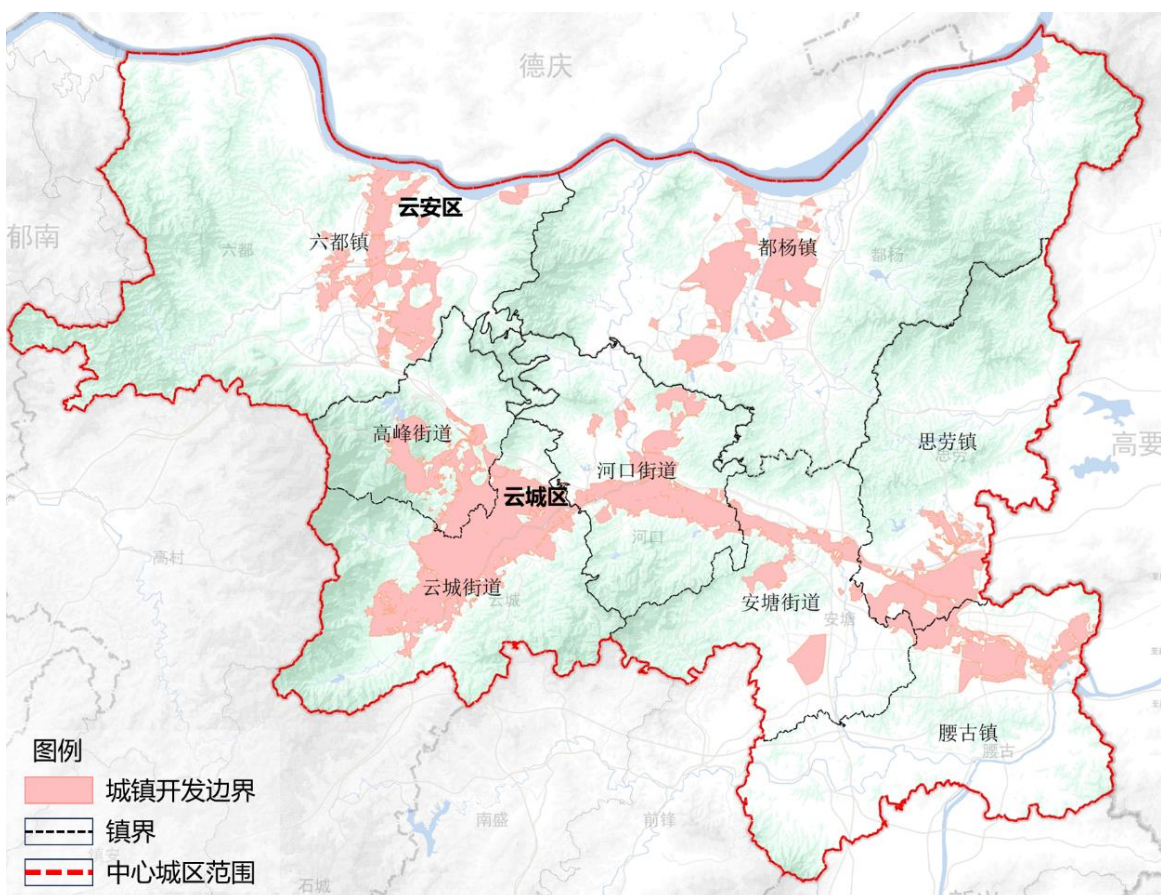 德庆
云安区
郁南
六都
六都镇
都杨镇
都杨
高峰街道
思劳镇
思劳
高要
河口街道
云城区
河口
高村
云城街道
云城
安塘街道
安塘
腰古镇
腰古
图例
城镇开发边界
镇界
中心城区范围
南盛
前锋
镇安
石城